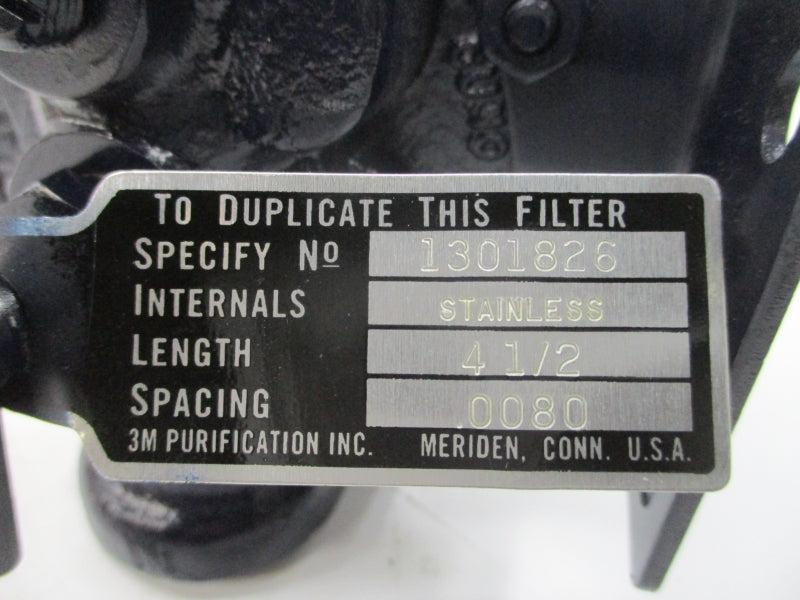 TO DUPLICATE THIS FILTER
SPECIFY Nº 1301826
INTERNALS STAINLESS
LENGTH 4 1/2
SPACING 0080
3M PURIFICATION INC. MERIDEN, CONN. U.S.A.